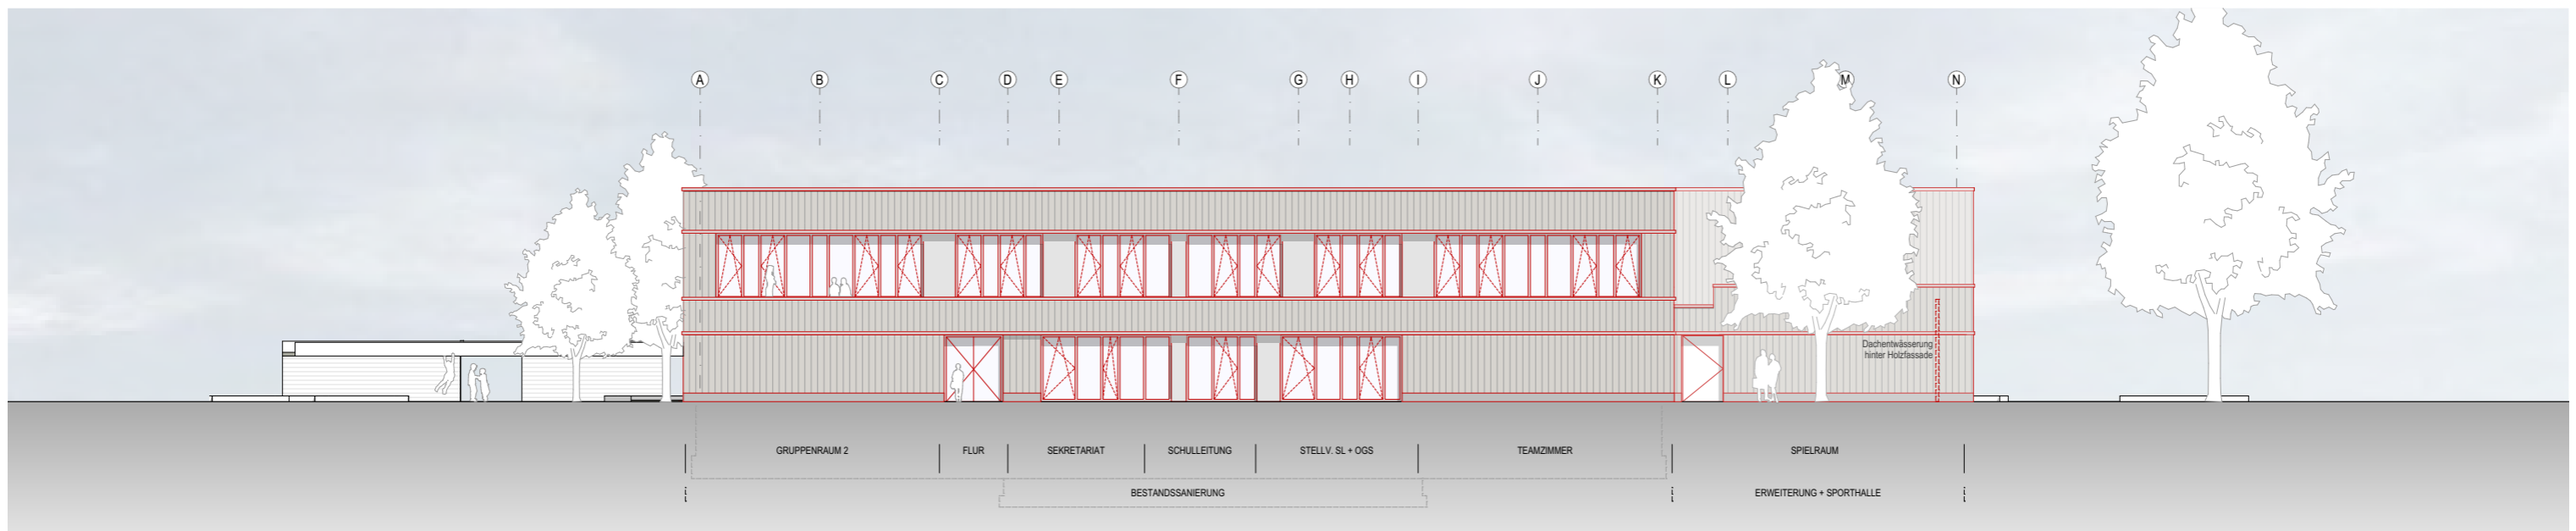 A B C D E F G H I J K L M N
Dachentwässerung
hinter Holzfassade
GRUPPENRAUM 2 FLUR SEKRETARIAT SCHULLEITUNG STELLV. SL + OGS TEAMZIMMER SPIELRAUM
BESTANDSSANIERUNG ERWEITERUNG + SPORTHALLE